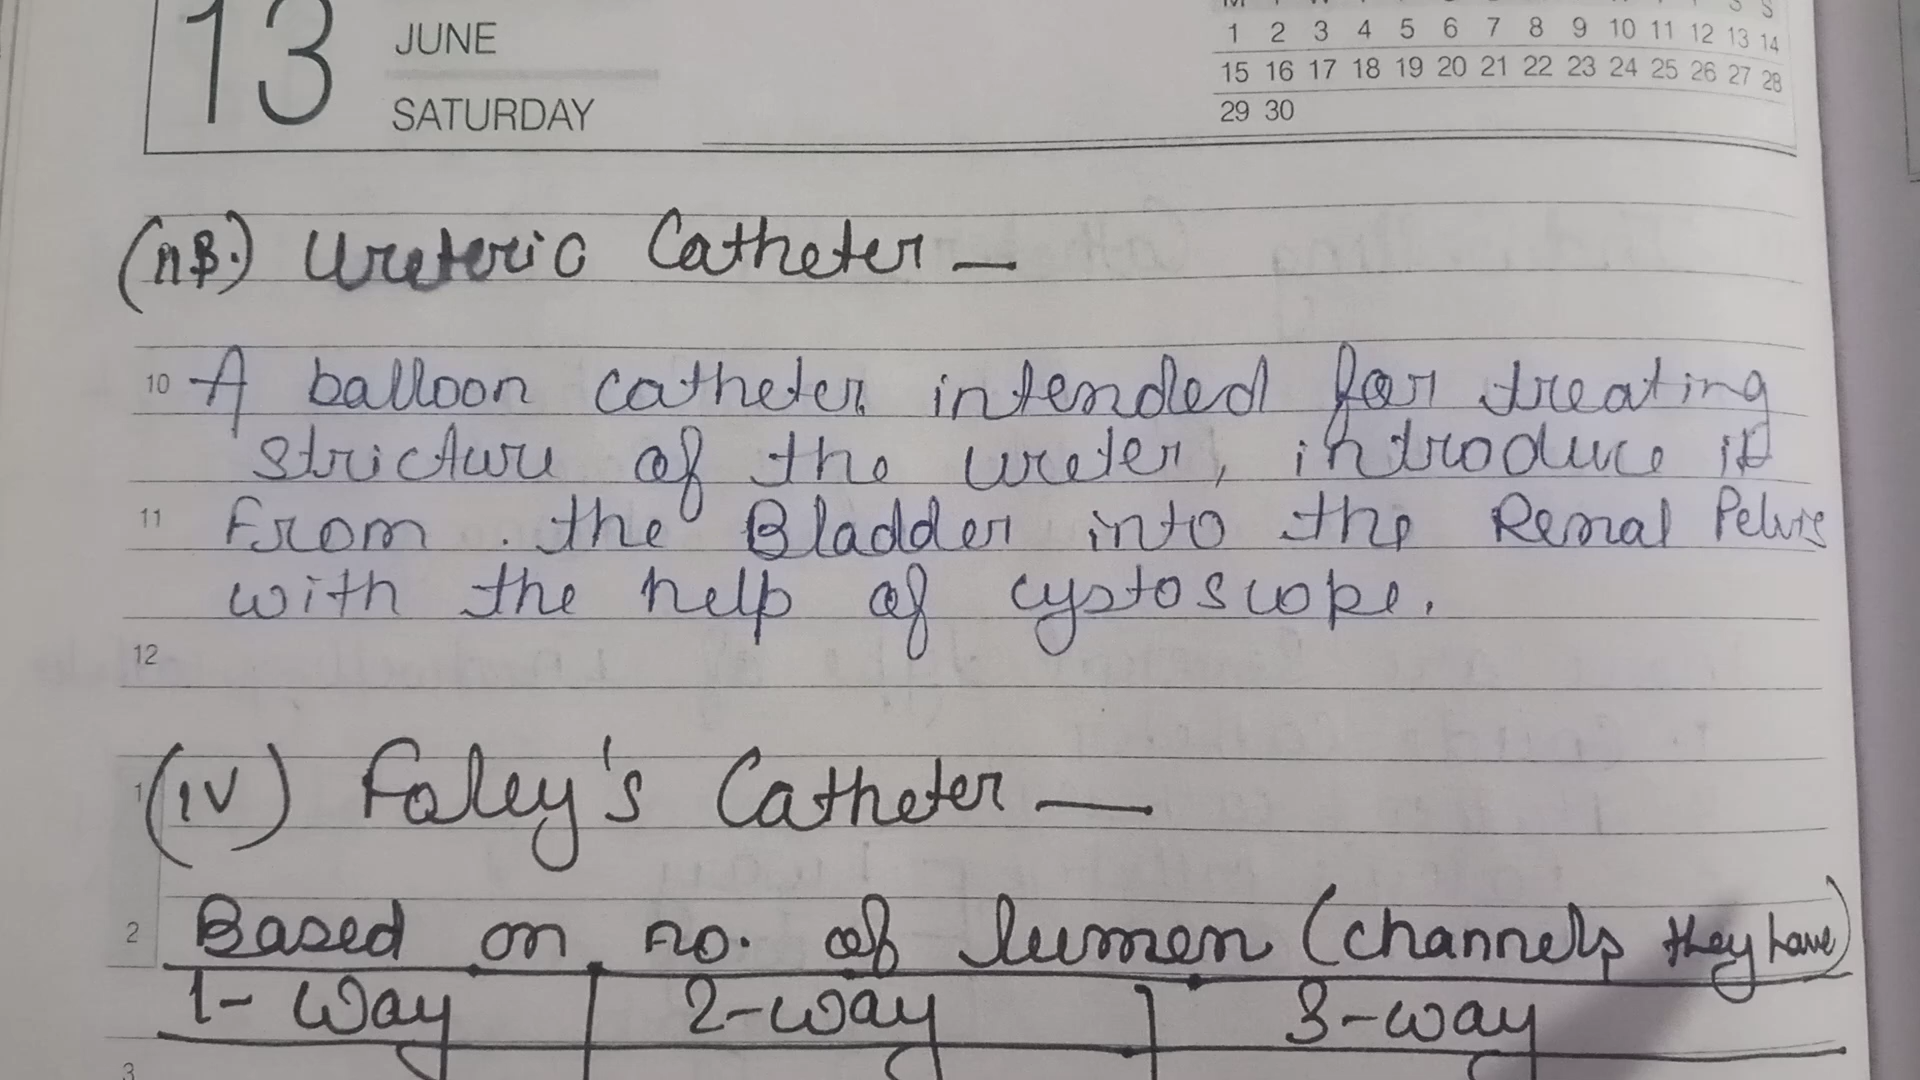 13
JUNE
SATURDAY
1 2 3 4 5 6 7 8 9 10 11 12 13 14
15 16 17 18 19 20 21 22 23 24 25 26 27 28
29 30
Ureteric Catheter —
10 A balloon catheter intended for treating
stricture of the ureter, introduce it
11 From . the Bladder into the Renal Pelvis
with the help of cystoscope.
12
1 (iv) Foley's Catheter —
2 Based on no. of lumen (channels they have)
1- Way 2-way 3-way
3